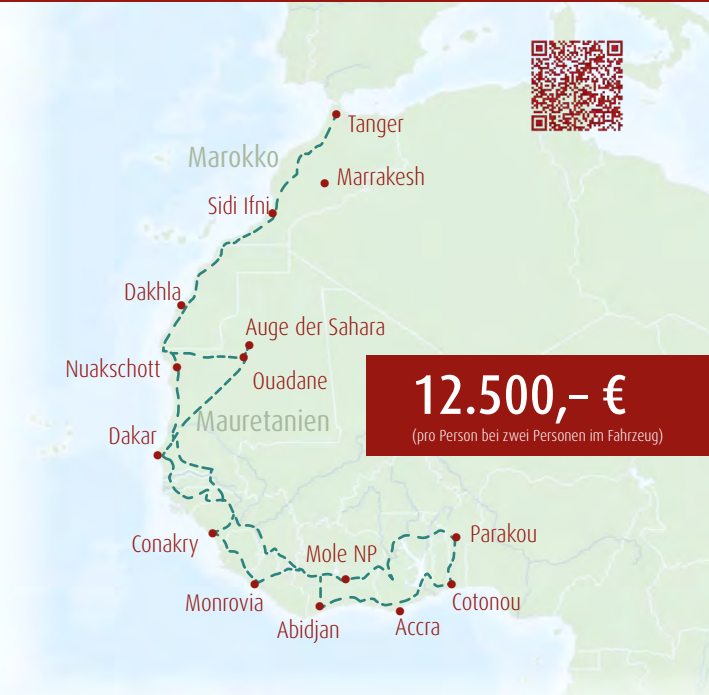 Tanger
Marokko
Marrakesh
Sidi Ifni
Dakhla
Auge der Sahara
Nuakschott
Ouadane
12.500,– €
(pro Person bei zwei Personen im Fahrzeug)
Mauretanien
Dakar
Parakou
Conakry
Mole NP
Monrovia
Cotonou
Abidjan
Accra